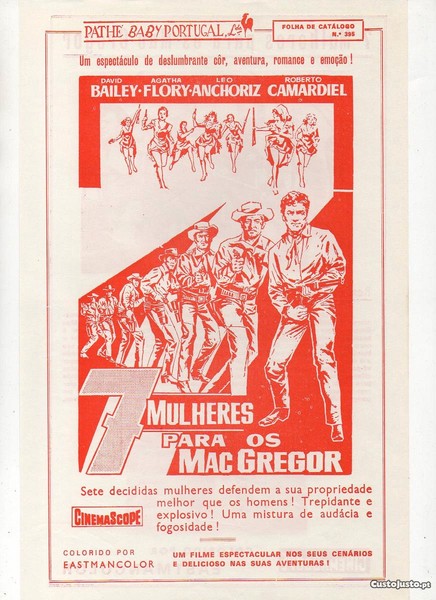 PATHE BABY PORTUGAL, L.da
FOLHA DE CATÁLOGO
N.º 386
Um espectáculo de deslumbrante côr, aventura, romance e emoção !
DAVID AGATHA LEO ROBERTO
BAILEY·FLORY·ANCHORIZ CAMARDIEL
7 MULHERES
PARA OS
MAC GREGOR
Sete decididas mulheres defendem a sua propriedade
melhor que os homens ! Trepidante e
explosivo ! Uma mistura de audácia e
fogosidade !
CINEMASCOPE
COLORIDO POR
EASTMANCOLOR
UM FILME ESPECTACULAR NOS SEUS CENÁRIOS
E DELICIOSO NAS SUAS AVENTURAS !
CustoJusto.pt